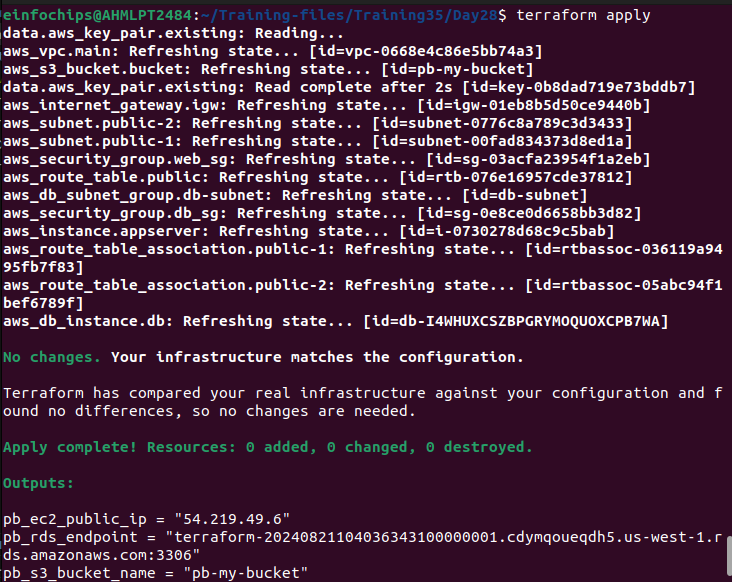 einfochips@AHMLPT2484:~/Training-files/Training35/Day28$ terraform apply
data.aws_key_pair.existing: Reading...
aws_vpc.main: Refreshing state... [id=vpc-0668e4c86e5bb74a3]
aws_s3_bucket.bucket: Refreshing state... [id=pb-my-bucket]
data.aws_key_pair.existing: Read complete after 2s [id=key-0b8dad719e73bddb7]
aws_internet_gateway.igw: Refreshing state... [id=igw-01eb8b5d50ce9440b]
aws_subnet.public-2: Refreshing state... [id=subnet-0776c8a789c3d3433]
aws_subnet.public-1: Refreshing state... [id=subnet-00fad834373d8ed1a]
aws_security_group.web_sg: Refreshing state... [id=sg-03acfa23954f1a2eb]
aws_route_table.public: Refreshing state... [id=rtb-076e16957cde37812]
aws_db_subnet_group.db-subnet: Refreshing state... [id=db-subnet]
aws_security_group.db_sg: Refreshing state... [id=sg-0e8ce0d6658bb3d82]
aws_instance.appserver: Refreshing state... [id=i-0730278d68c9c5bab]
aws_route_table_association.public-1: Refreshing state... [id=rtbassoc-036119a94
95fb7f83]
aws_route_table_association.public-2: Refreshing state... [id=rtbassoc-05abc94f1
bef6789f]
aws_db_instance.db: Refreshing state... [id=db-I4WHUXCSZBPGRYMOQUOXCPB7WA]
No changes. Your infrastructure matches the configuration.
Terraform has compared your real infrastructure against your configuration and f
ound no differences, so no changes are needed.
Apply complete! Resources: 0 added, 0 changed, 0 destroyed.
Outputs:
pb_ec2_public_ip = "54.219.49.6"
pb_rds_endpoint = "terraform-20240821104036343100000001.cdymqoueqdh5.us-west-1.r
ds.amazonaws.com:3306"
pb_s3_bucket_name = "pb-my-bucket"